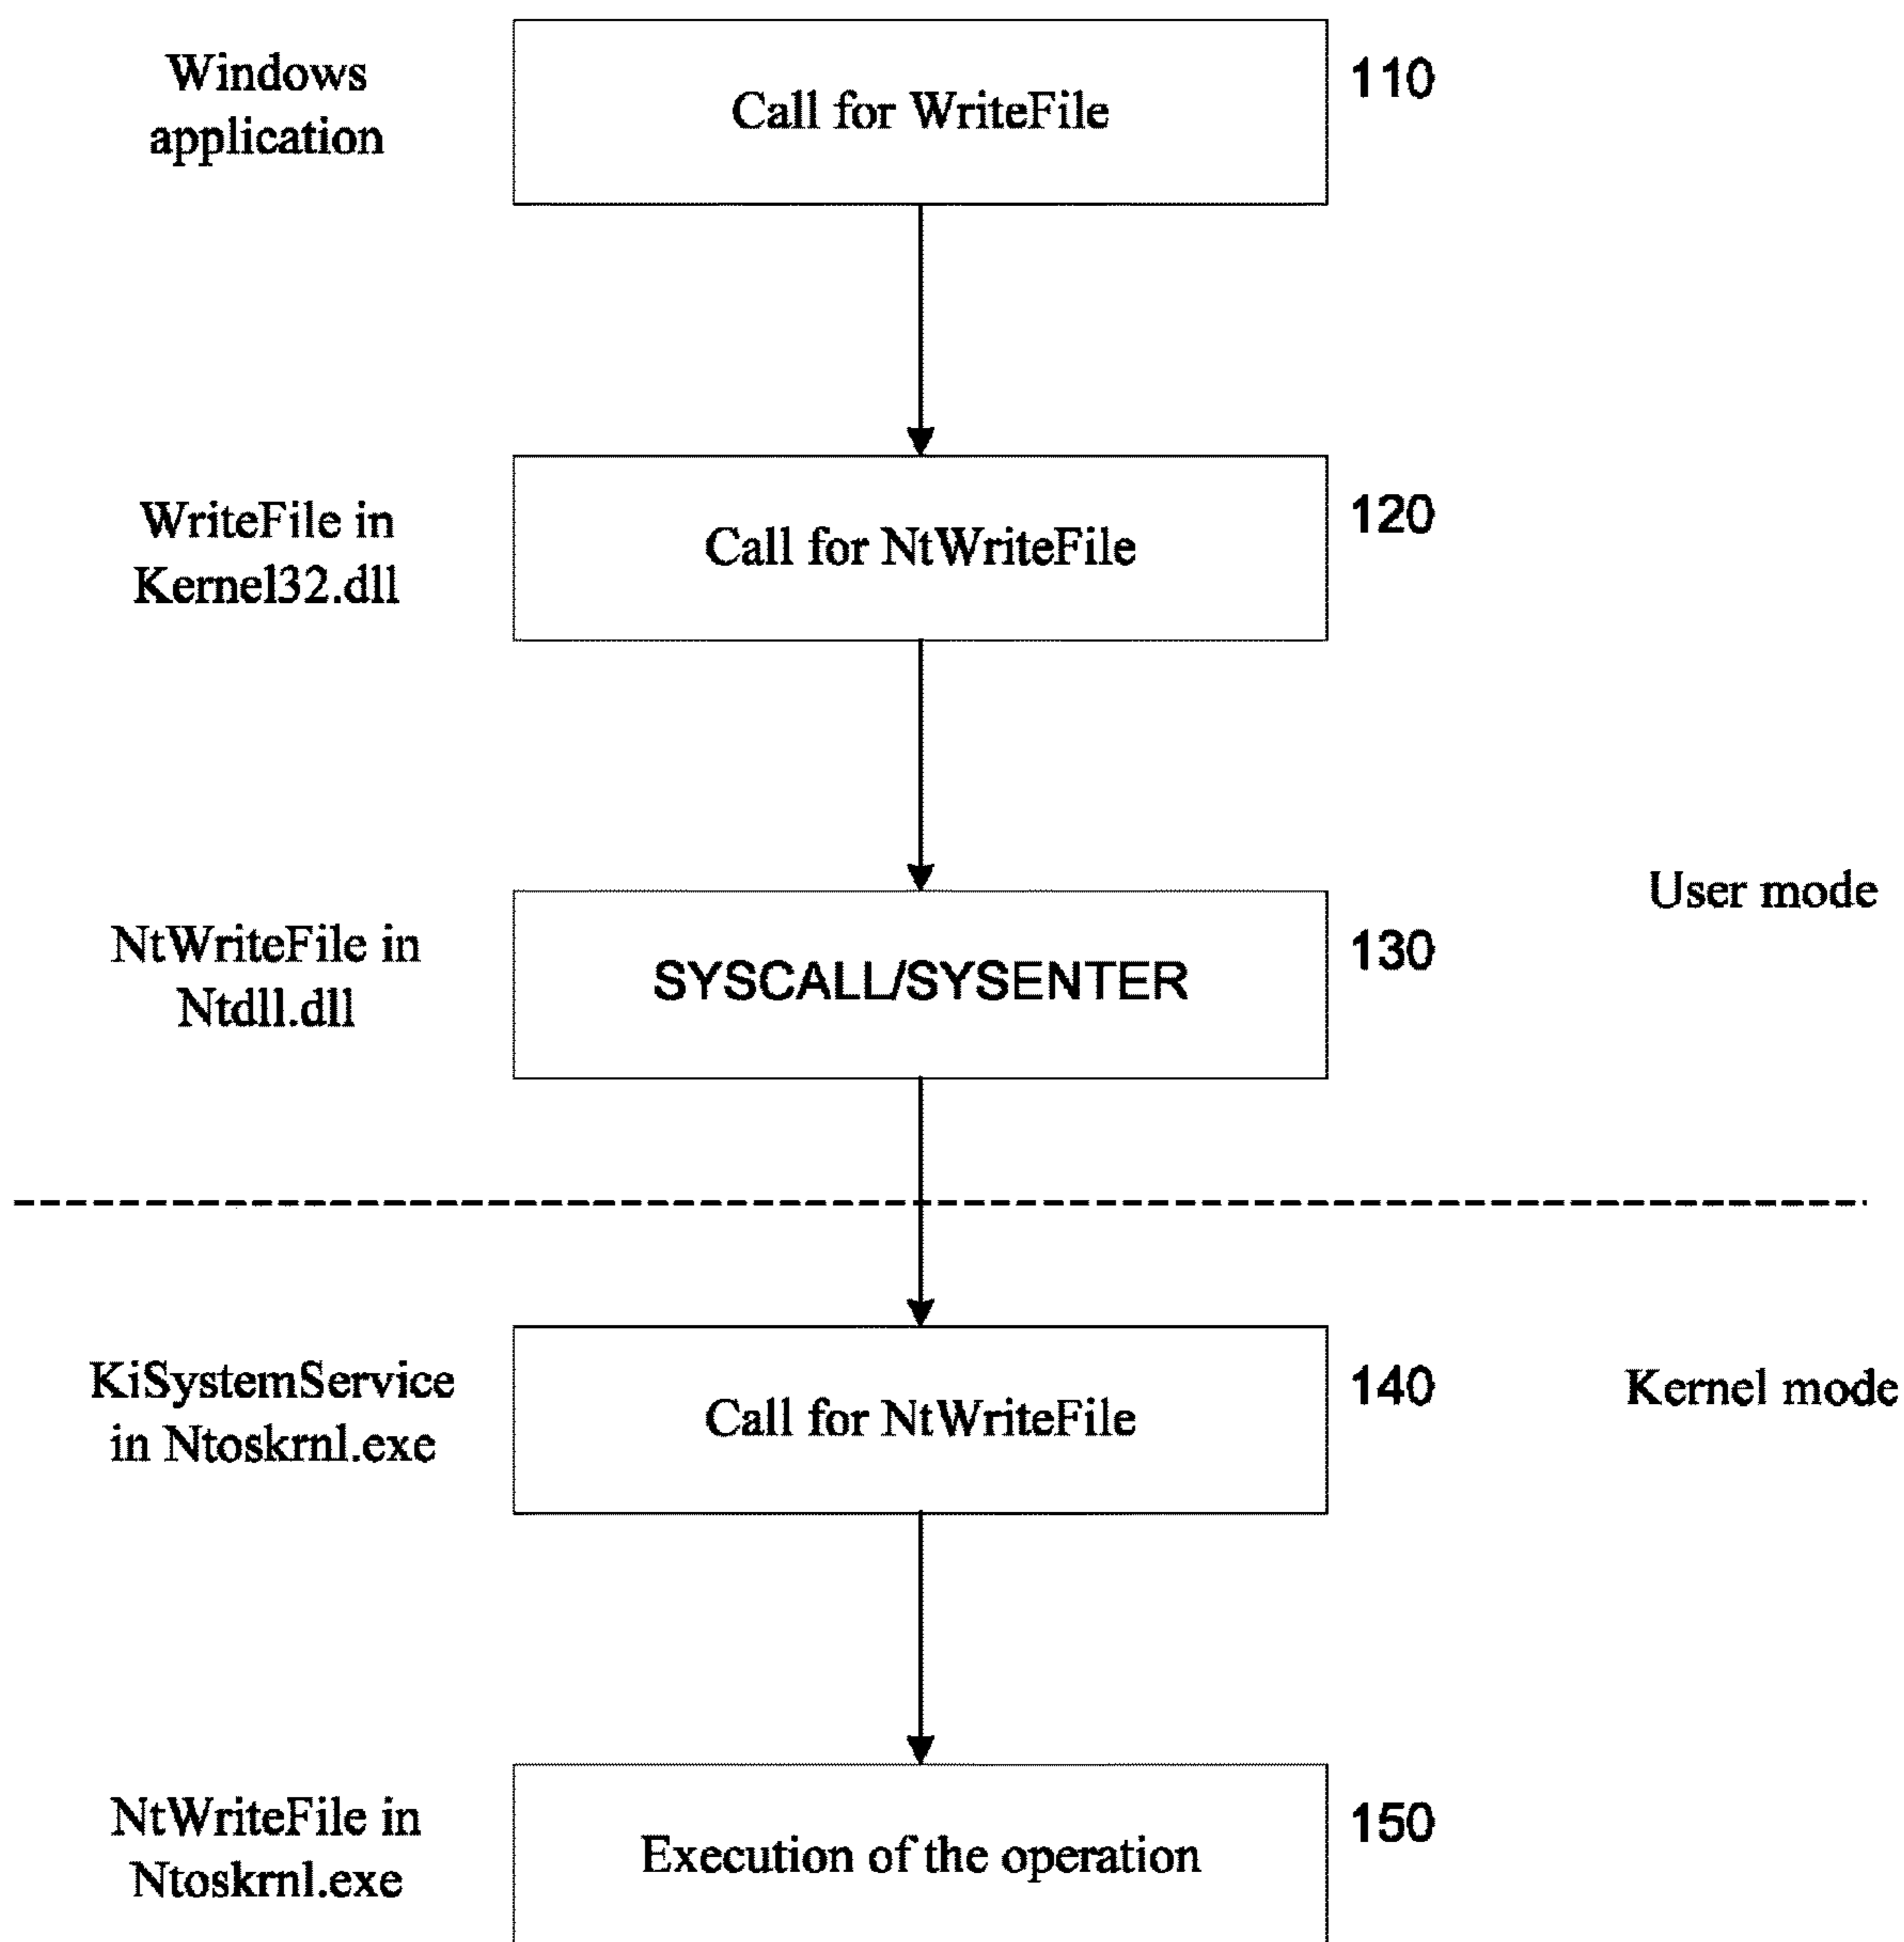 Windows
application
Call for WriteFile
110
WriteFile in
Kernel32.dll
Call for NtWriteFile
120
NtWriteFile in
Ntdll.dll
SYSCALL/SYSENTER
130
User mode
KiSystemService
in Ntoskrnl.exe
Call for NtWriteFile
140
Kernel mode
NtWriteFile in
Ntoskrnl.exe
Execution of the operation
150